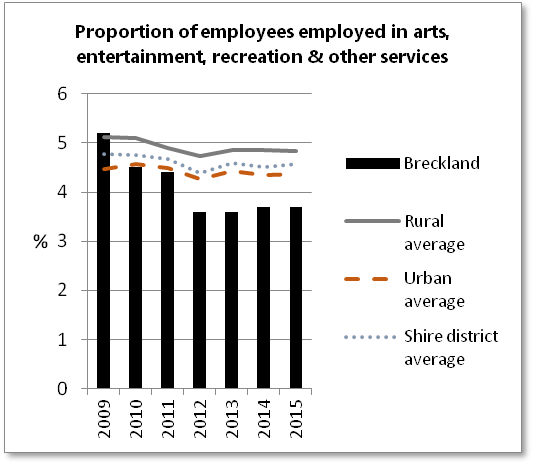 Proportion of employees employed in arts,
entertainment, recreation & other services
6
5
4
% 3
2
1
0
2009 2010 2011 2012 2013 2014 2015
Breckland
Rural
average
Urban
average
Shire district
average